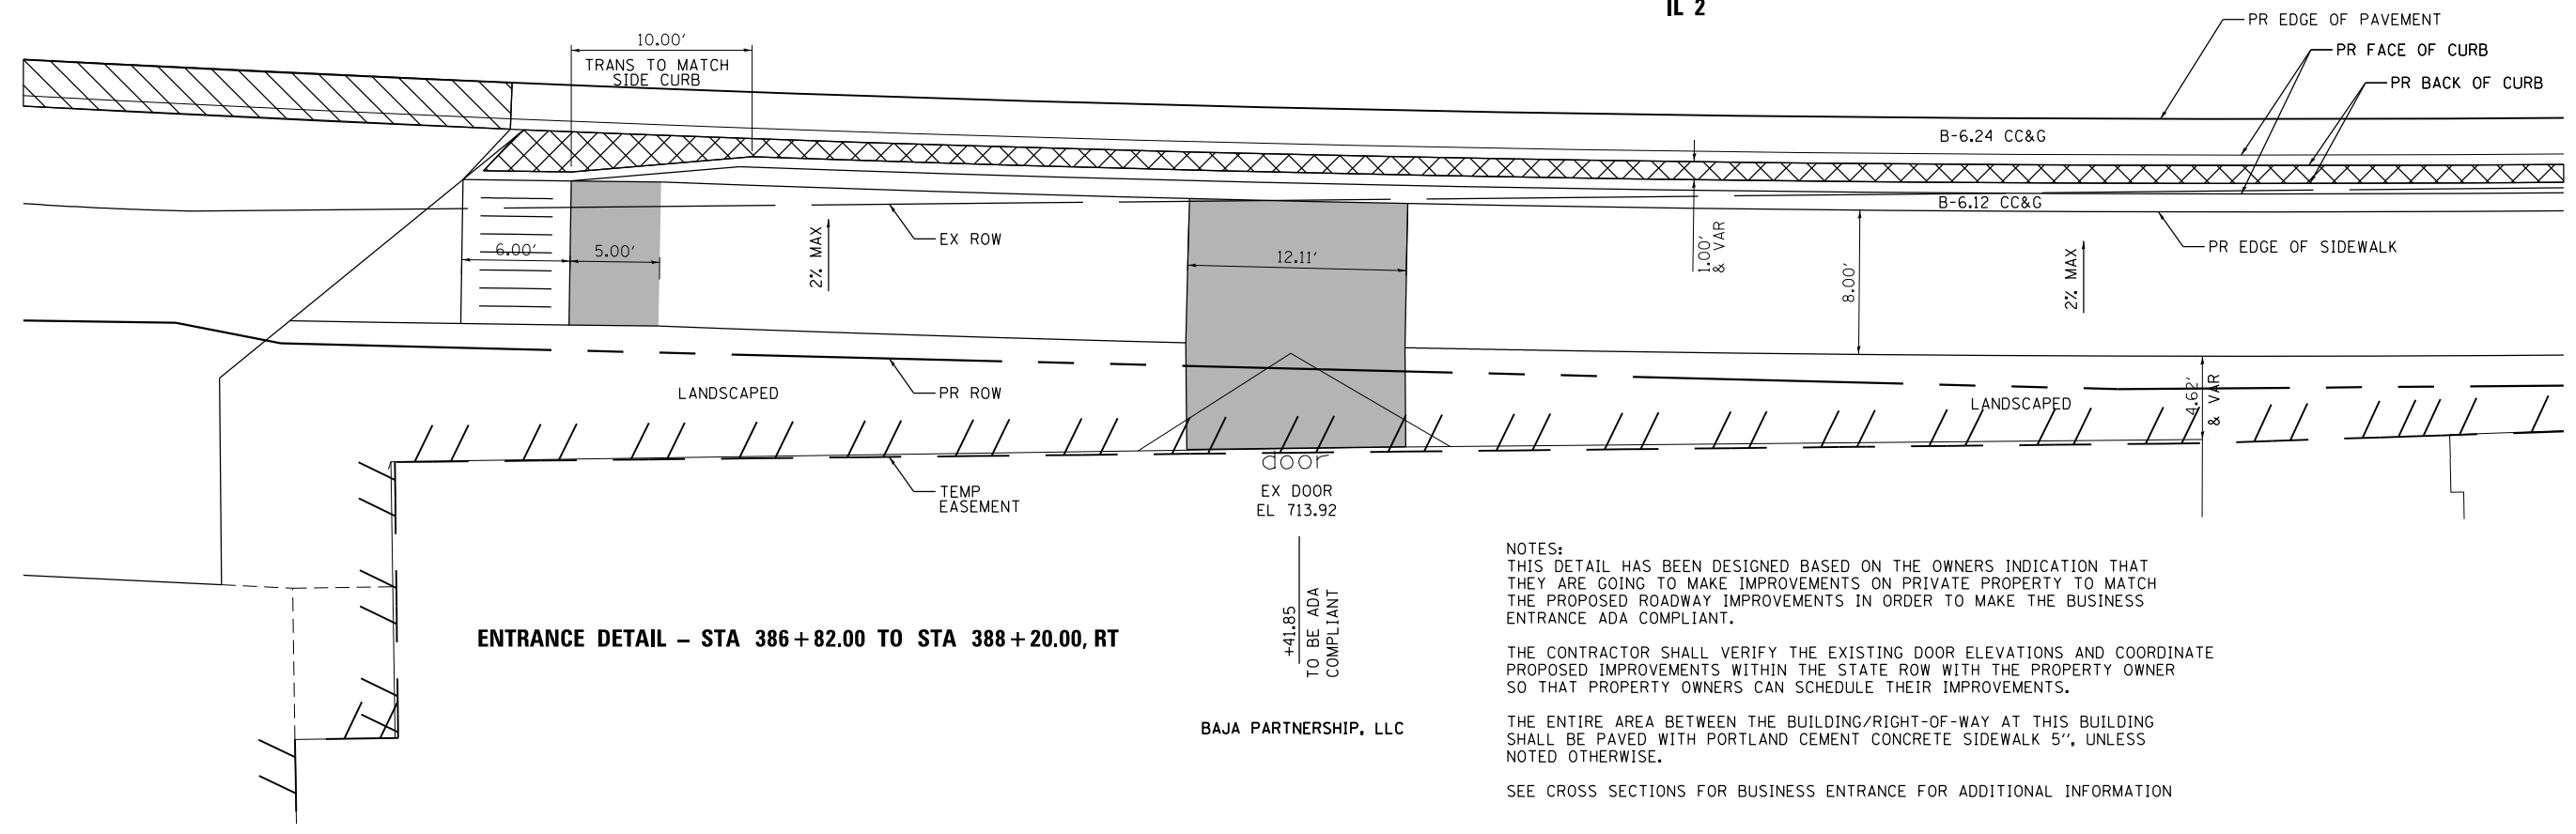 IL 2
PR EDGE OF PAVEMENT
10.00'
TRANS TO MATCH
SIDE CURB
PR FACE OF CURB
PR BACK OF CURB
B-6.24 CC&G
B-6.12 CC&G
EX ROW
6.00'
5.00'
2% MAX
12.11'
1.00'
& VAR
8.00'
2% MAX
PR EDGE OF SIDEWALK
LANDSCAPED
PR ROW
LANDSCAPED
4.62'
& VAR
door
TEMP
EASEMENT
EX DOOR
EL 713.92
+41.85
TO BE ADA
COMPLIANT
ENTRANCE DETAIL – STA 386+82.00 TO STA 388+20.00, RT
BAJA PARTNERSHIP, LLC
NOTES:
THIS DETAIL HAS BEEN DESIGNED BASED ON THE OWNERS INDICATION THAT
THEY ARE GOING TO MAKE IMPROVEMENTS ON PRIVATE PROPERTY TO MATCH
THE PROPOSED ROADWAY IMPROVEMENTS IN ORDER TO MAKE THE BUSINESS
ENTRANCE ADA COMPLIANT.
THE CONTRACTOR SHALL VERIFY THE EXISTING DOOR ELEVATIONS AND COORDINATE
PROPOSED IMPROVEMENTS WITHIN THE STATE ROW WITH THE PROPERTY OWNER
SO THAT PROPERTY OWNERS CAN SCHEDULE THEIR IMPROVEMENTS.
THE ENTIRE AREA BETWEEN THE BUILDING/RIGHT-OF-WAY AT THIS BUILDING
SHALL BE PAVED WITH PORTLAND CEMENT CONCRETE SIDEWALK 5'', UNLESS
NOTED OTHERWISE.
SEE CROSS SECTIONS FOR BUSINESS ENTRANCE FOR ADDITIONAL INFORMATION